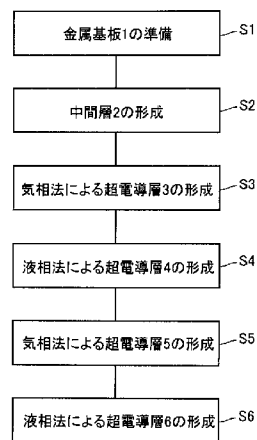 金属基板1の準備 S1
中間層2の形成 S2
気相法による超電導層3の形成 S3
液相法による超電導層4の形成 S4
気相法による超電導層5の形成 S5
液相法による超電導層6の形成 S6